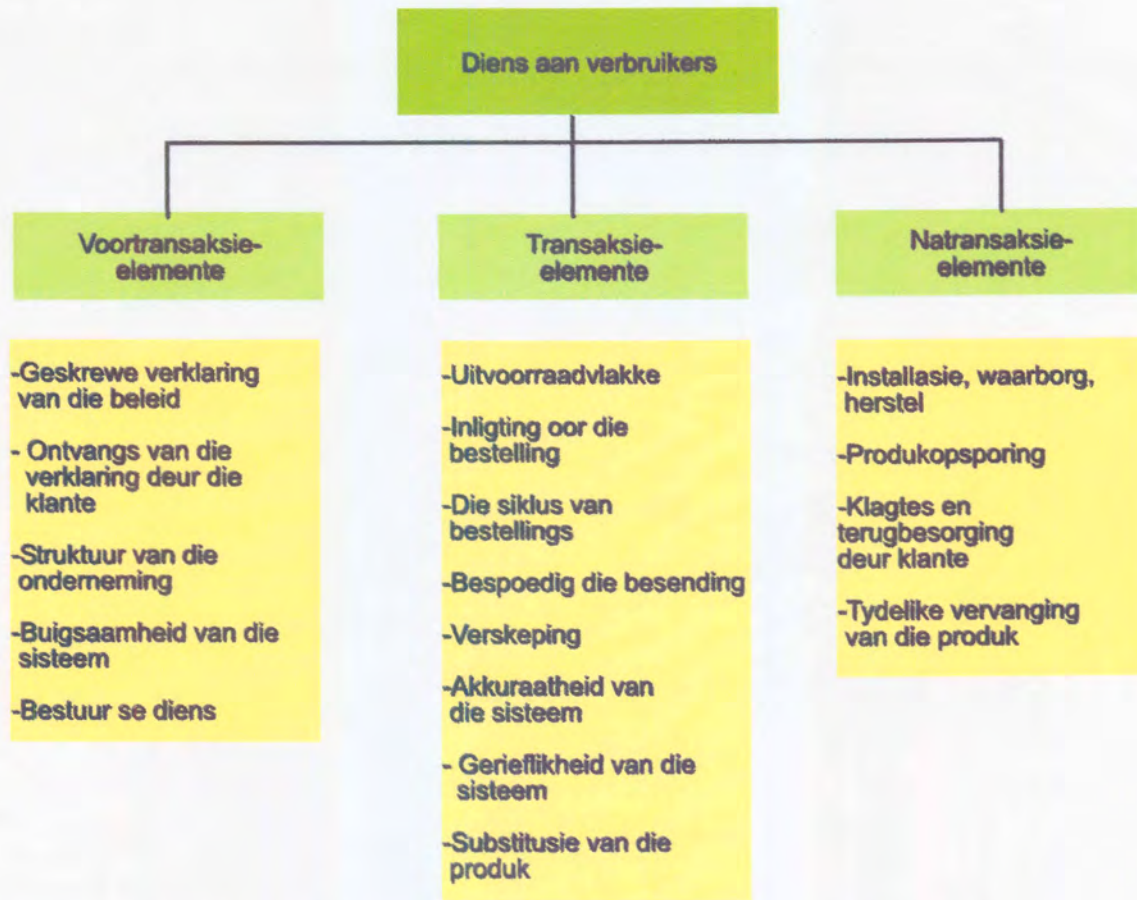 Diens aan verbruikers
Voortransaksie-
elemente
-Geskrewe verklaring
van die beleid
- Ontvangs van die
verklaring deur die
klante
-Struktuur van die
onderneming
-Buigsaamheid van die
sisteem
-Bestuur se diens
Transaksie-
elemente
-Uitvoorraadvlakke
-Inligting oor die
bestelling
-Die siklus van
bestellings
-Bespoedig die besending
-Verskeping
-Akkuraatheid van
die sisteem
- Gerieflikheid van die
sisteem
-Substitusie van die
produk
Natransaksie-
elemente
-Installasie, waarborg,
herstel
-Produkopsporing
-Klagtes en
terugbesorging
deur klante
-Tydelike vervanging
van die produk